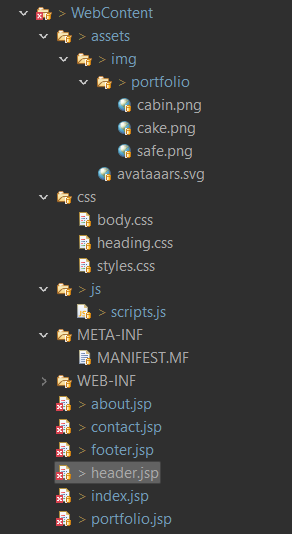 > WebContent
> assets
> img
> portfolio
cabin.png
cake.png
safe.png
avataaars.svg
css
body.css
heading.css
styles.css
> js
> scripts.js
META-INF
MANIFEST.MF
WEB-INF
> about.jsp
> contact.jsp
> footer.jsp
> header.jsp
> index.jsp
> portfolio.jsp